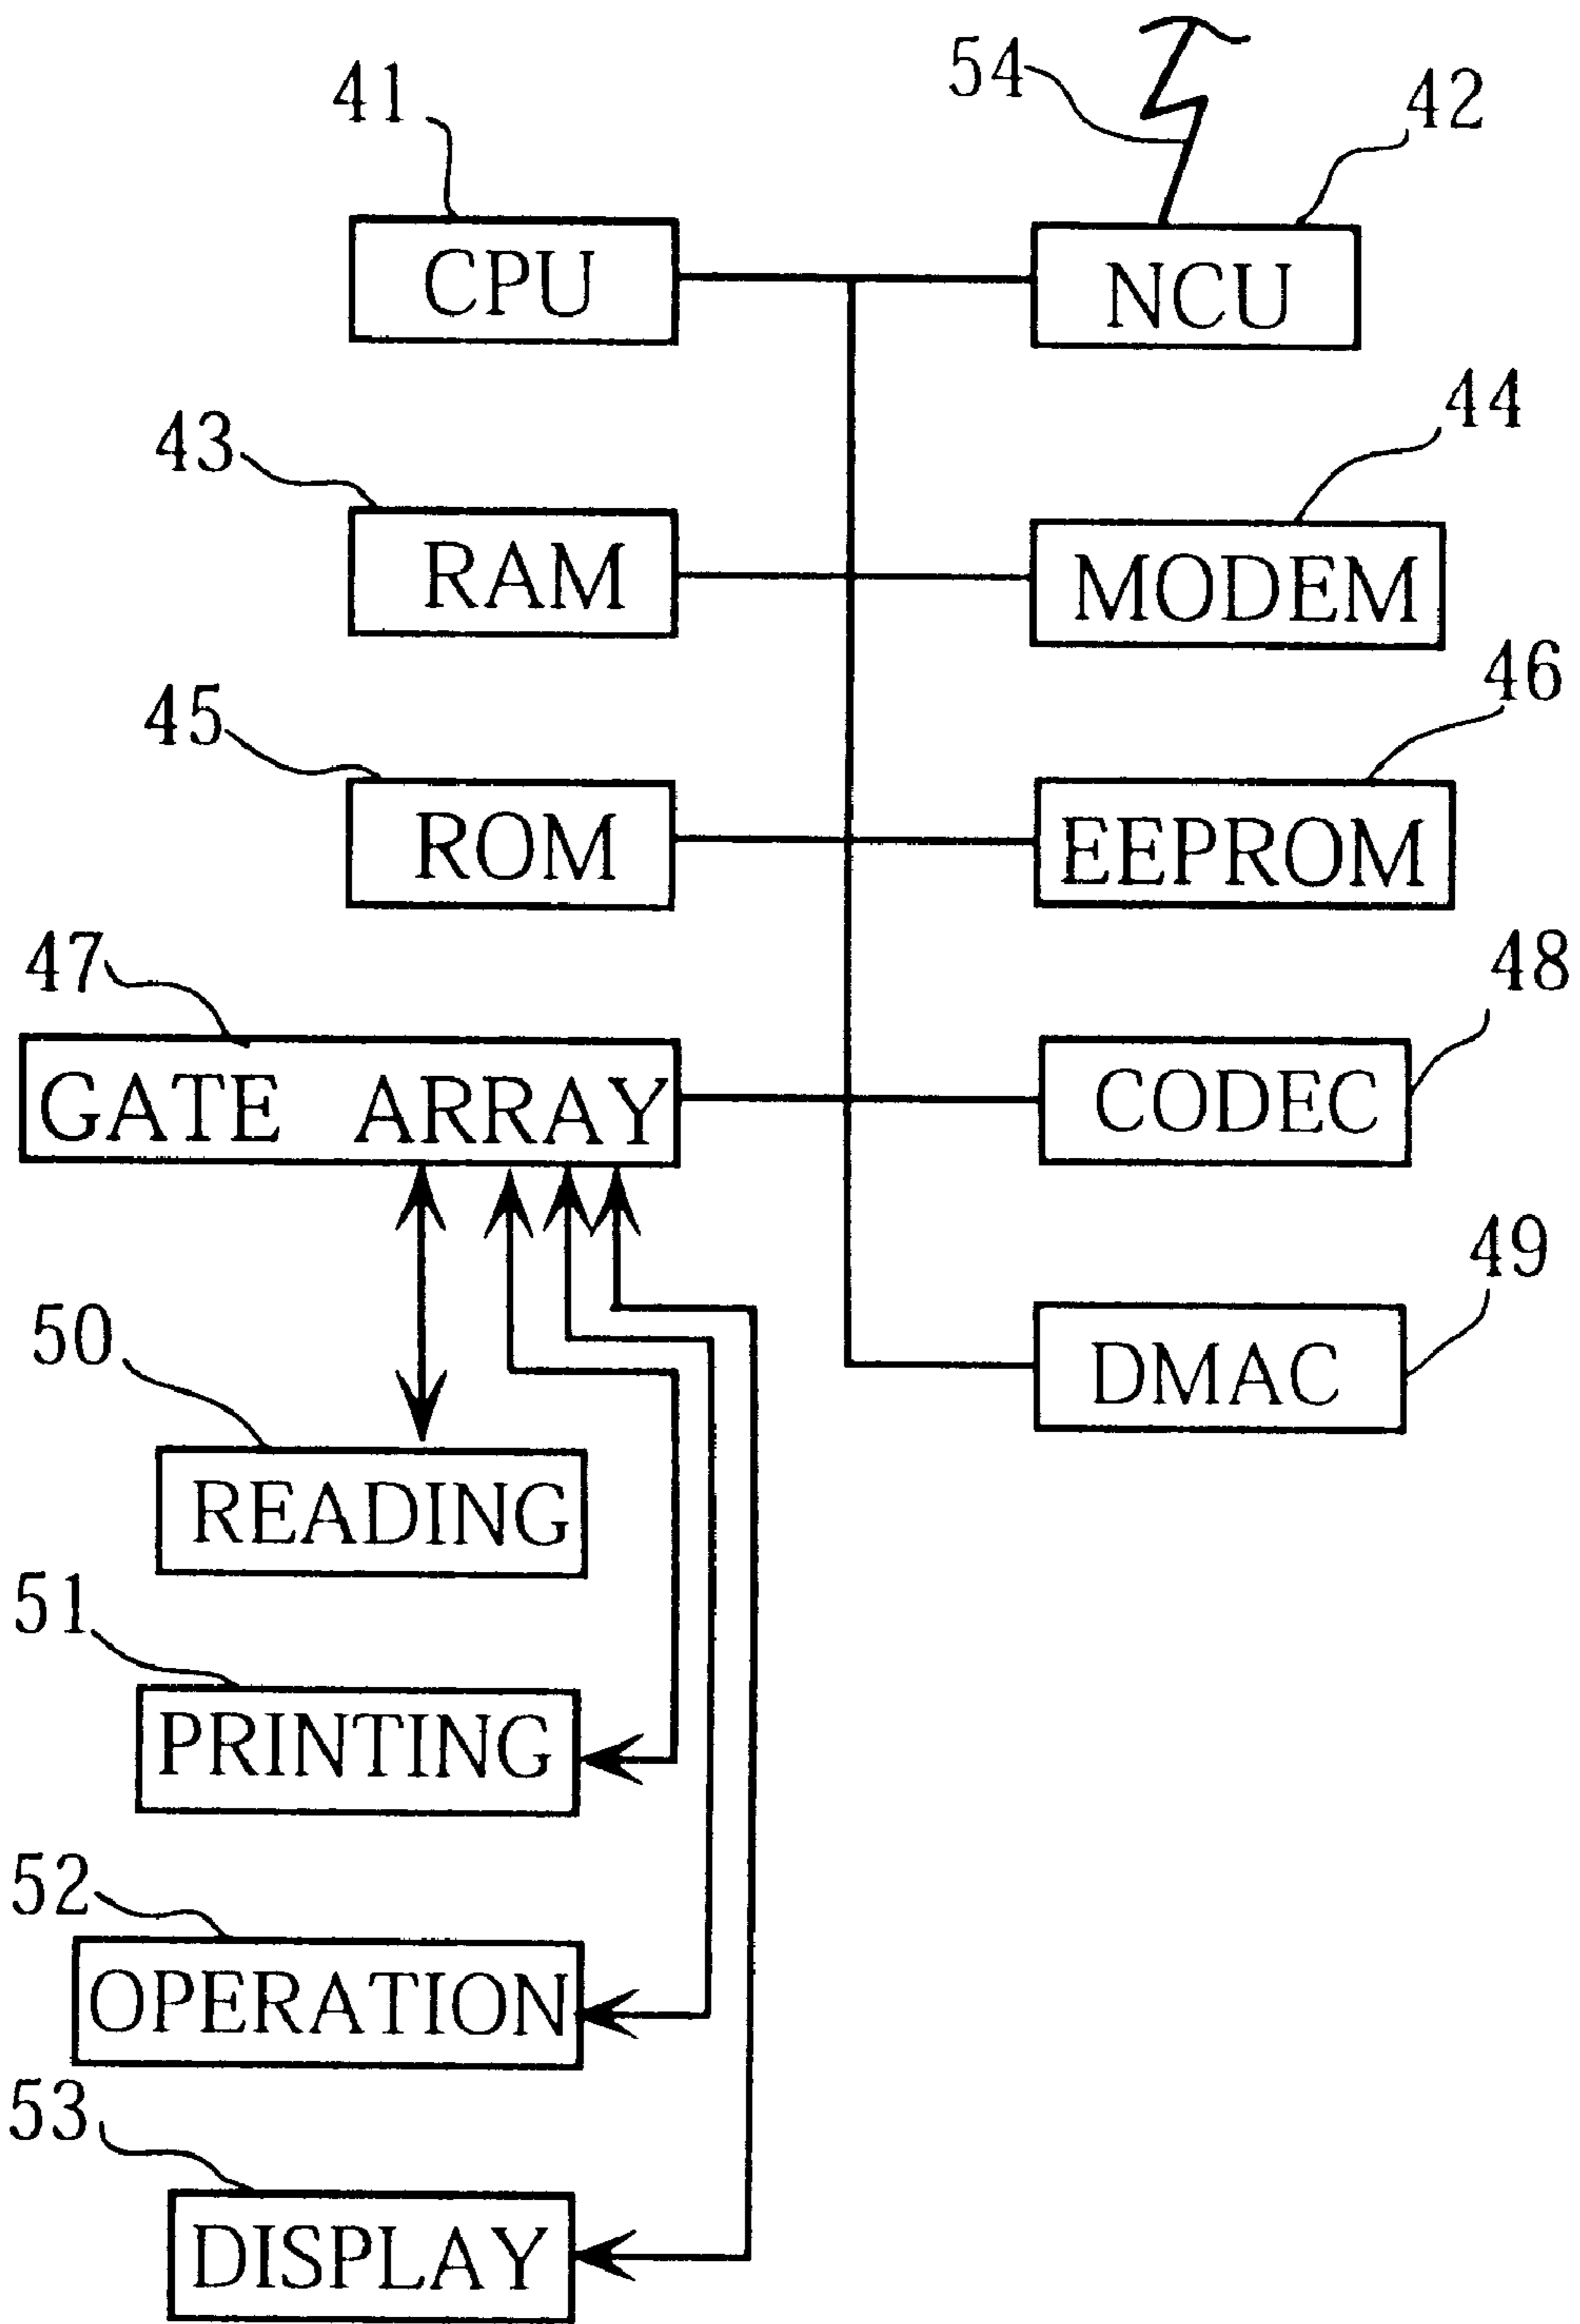 54
41
42
CPU
NCU
44
43
RAM
MODEM
46
45
ROM
EEPROM
47
48
GATE ARRAY
CODEC
49
50
DMAC
READING
51
PRINTING
52
OPERATION
53
DISPLAY